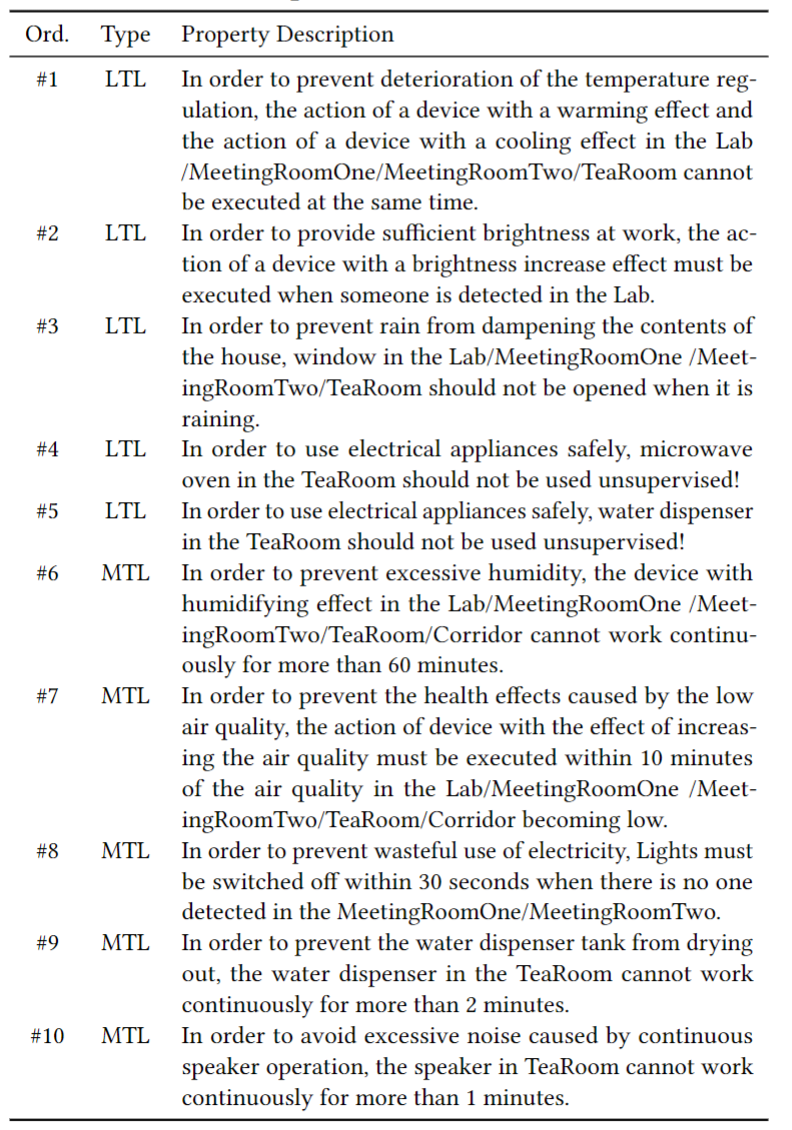 Ord. Type Property Description
#1 LTL In order to prevent deterioration of the temperature reg-
ulation, the action of a device with a warming effect and
the action of a device with a cooling effect in the Lab
/MeetingRoomOne/MeetingRoomTwo/TeaRoom cannot
be executed at the same time.
#2 LTL In order to provide sufficient brightness at work, the ac-
tion of a device with a brightness increase effect must be
executed when someone is detected in the Lab.
#3 LTL In order to prevent rain from dampening the contents of
the house, window in the Lab/MeetingRoomOne /Meet-
ingRoomTwo/TeaRoom should not be opened when it is
raining.
#4 LTL In order to use electrical appliances safely, microwave
oven in the TeaRoom should not be used unsupervised!
#5 LTL In order to use electrical appliances safely, water dispenser
in the TeaRoom should not be used unsupervised!
#6 MTL In order to prevent excessive humidity, the device with
humidifying effect in the Lab/MeetingRoomOne /Meet-
ingRoomTwo/TeaRoom/Corridor cannot work continu-
ously for more than 60 minutes.
#7 MTL In order to prevent the health effects caused by the low
air quality, the action of device with the effect of increas-
ing the air quality must be executed within 10 minutes
of the air quality in the Lab/MeetingRoomOne /Meet-
ingRoomTwo/TeaRoom/Corridor becoming low.
#8 MTL In order to prevent wasteful use of electricity, Lights must
be switched off within 30 seconds when there is no one
detected in the MeetingRoomOne/MeetingRoomTwo.
#9 MTL In order to prevent the water dispenser tank from drying
out, the water dispenser in the TeaRoom cannot work
continuously for more than 2 minutes.
#10 MTL In order to avoid excessive noise caused by continuous
speaker operation, the speaker in TeaRoom cannot work
continuously for more than 1 minutes.